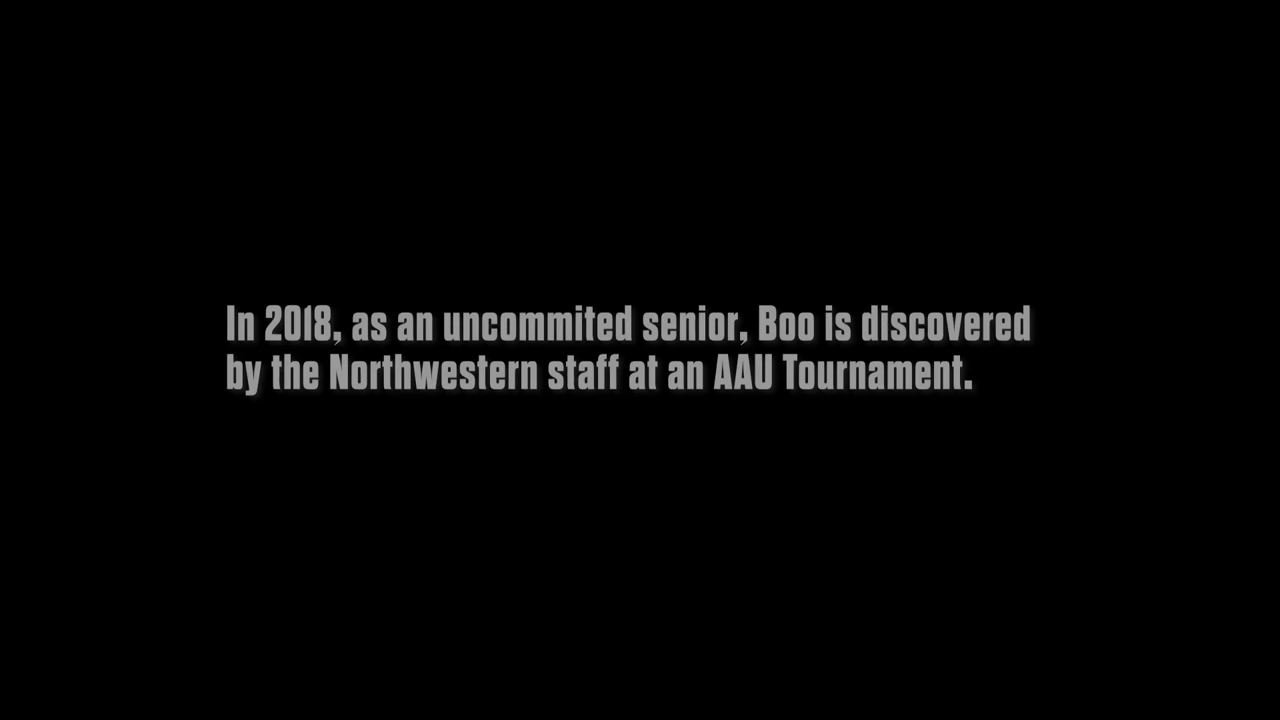 In 2018, as an uncommited senior, Boo is discovered
by the Northwestern staff at an AAU Tournament.